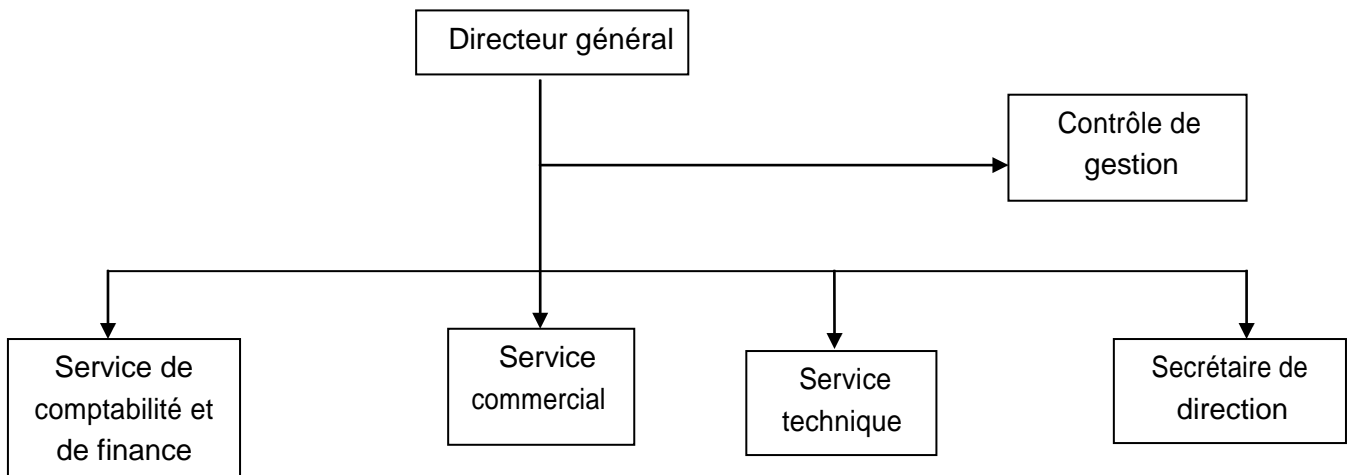 Directeur général
Contrôle de
gestion
Service de
comptabilité et
de finance
Service
commercial
Service
technique
Secrétaire de
direction